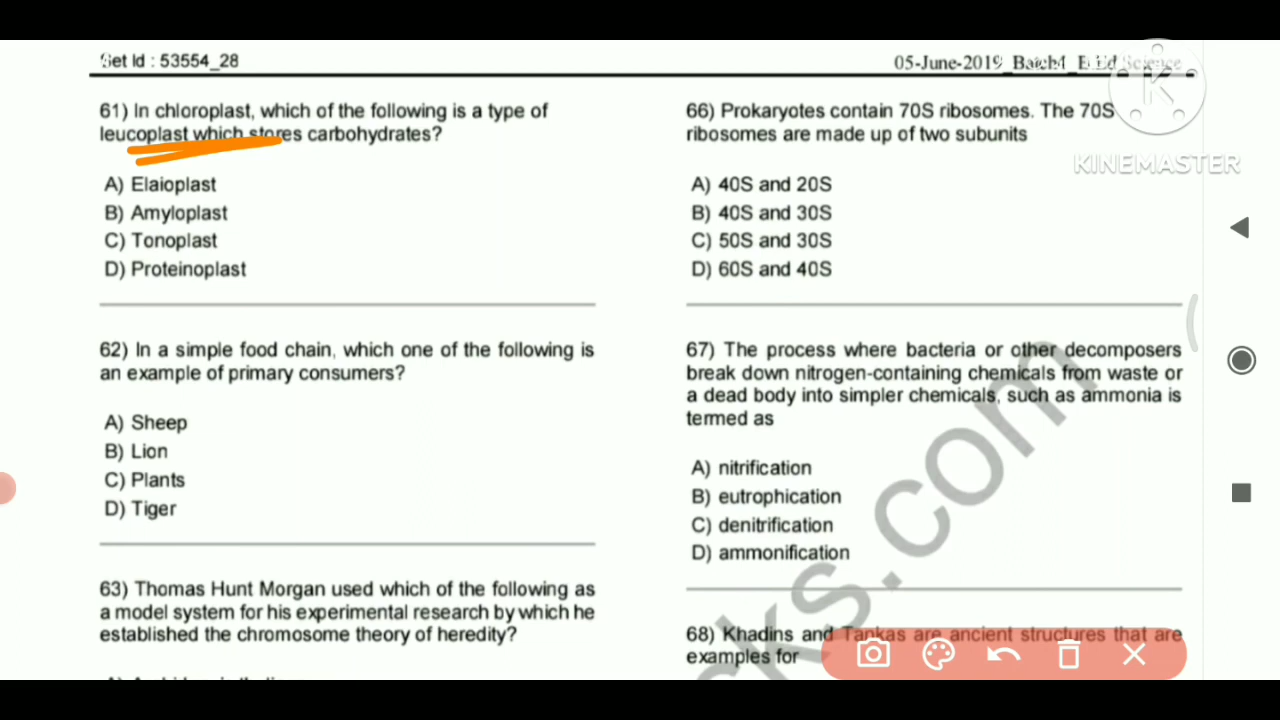 Set Id : 53554_28
05-June-2019_Batch1_B.Ed Science
KINEMASTER
61) In chloroplast, which of the following is a type of
leucoplast which stores carbohydrates?
A) Elaioplast
B) Amyloplast
C) Tonoplast
D) Proteinoplast
62) In a simple food chain, which one of the following is
an example of primary consumers?
A) Sheep
B) Lion
C) Plants
D) Tiger
63) Thomas Hunt Morgan used which of the following as
a model system for his experimental research by which he
established the chromosome theory of heredity?
66) Prokaryotes contain 70S ribosomes. The 70S
ribosomes are made up of two subunits
A) 40S and 20S
B) 40S and 30S
C) 50S and 30S
D) 60S and 40S
67) The process where bacteria or other decomposers
break down nitrogen-containing chemicals from waste or
a dead body into simpler chemicals, such as ammonia is
termed as
A) nitrification
B) eutrophication
C) denitrification
D) ammonification
68) Khadins and Tankas are ancient structures that are
examples for
cks.com